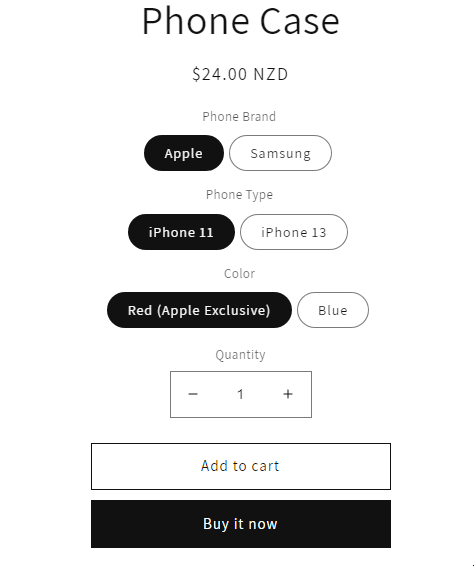 Phone Case
$24.00 NZD
Phone Brand
Apple Samsung
Phone Type
iPhone 11 iPhone 13
Color
Red (Apple Exclusive) Blue
Quantity
− 1 +
Add to cart
Buy it now